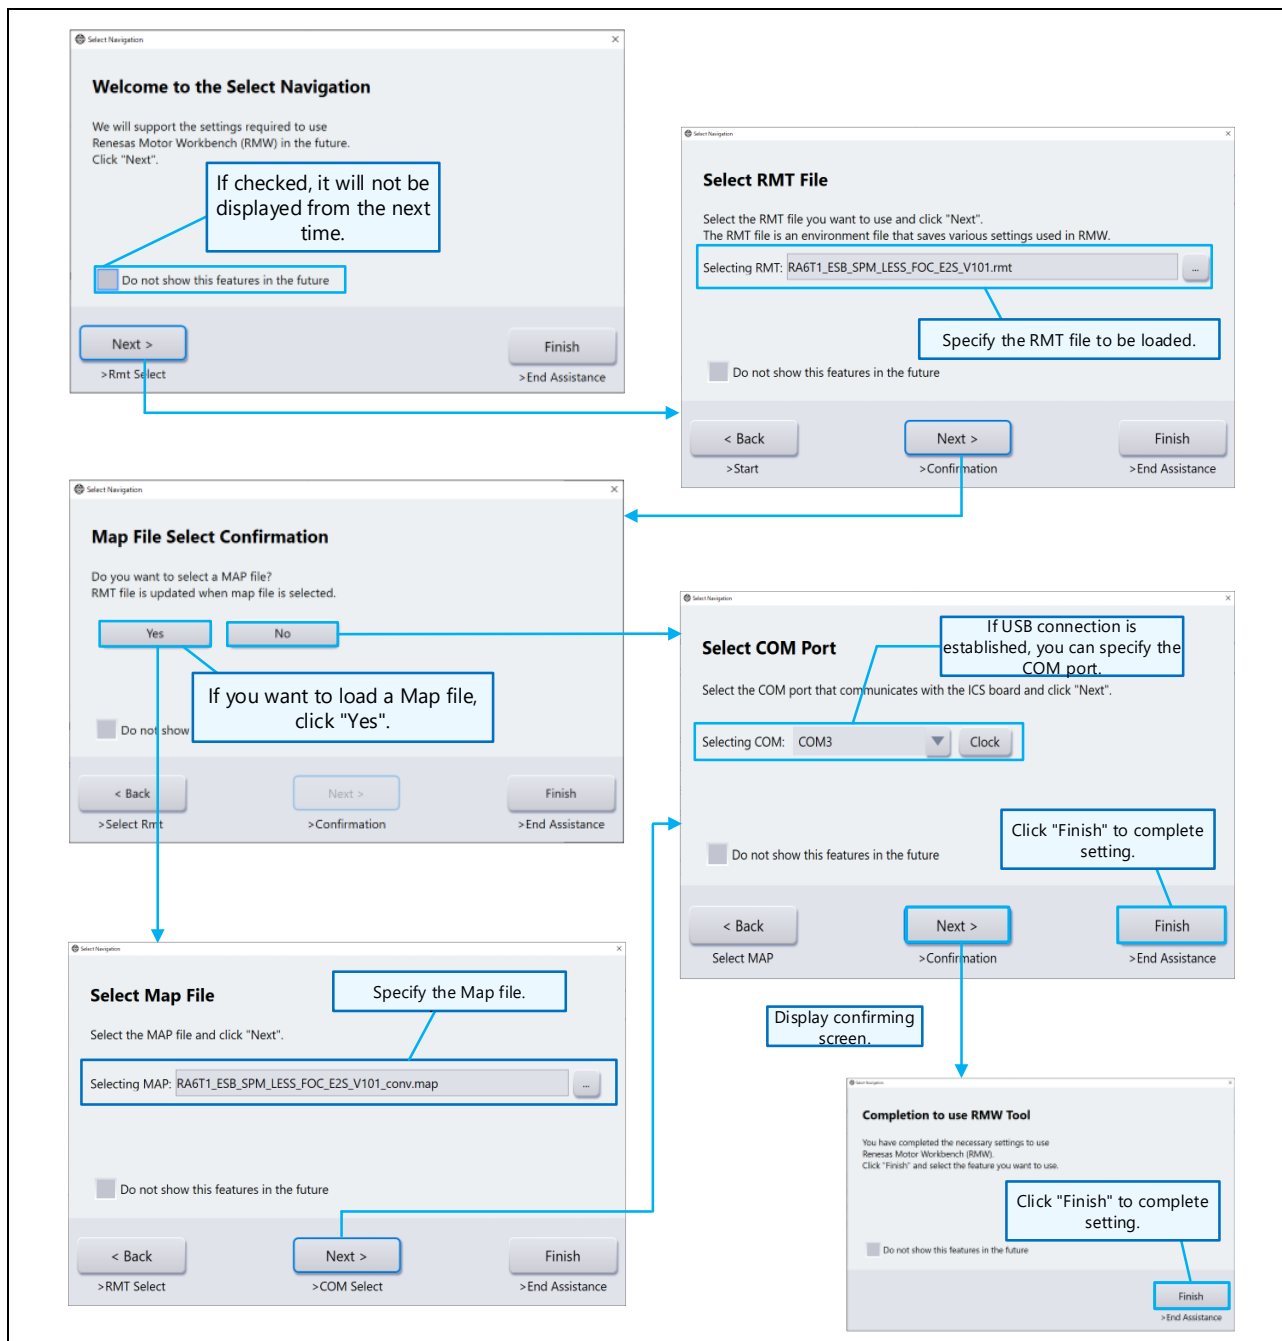 Select Navigation
Welcome to the Select Navigation
We will support the settings required to use
Renesas Motor Workbench (RMW) in the future.
Click "Next".
If checked, it will not be
displayed from the next
time.
Do not show this features in the future
Next >
>Rmt Select
Finish
>End Assistance
Select Navigation
Select RMT File
Select the RMT file you want to use and click "Next".
The RMT file is an environment file that saves various settings used in RMW.
Selecting RMT: RA6T1_ESB_SPM_LESS_FOC_E2S_V101.rmt ...
Specify the RMT file to be loaded.
Do not show this features in the future
< Back
>Start
Next >
>Confirmation
Finish
>End Assistance
Select Navigation
Map File Select Confirmation
Do you want to select a MAP file?
RMT file is updated when map file is selected.
Yes
No
If you want to load a Map file,
click "Yes".
Do not show
< Back
>Select Rmt
Next >
>Confirmation
Finish
>End Assistance
Select Navigation
Select COM Port
If USB connection is
established, you can specify the
COM port.
Select the COM port that communicates with the ICS board and click "Next".
Selecting COM: COM3
Clock
Click "Finish" to complete
setting.
Do not show this features in the future
< Back
Select MAP
Next >
>Confirmation
Finish
>End Assistance
Select Navigation
Select Map File
Specify the Map file.
Select the MAP file and click "Next".
Selecting MAP: RA6T1_ESB_SPM_LESS_FOC_E2S_V101_conv.map ...
Do not show this features in the future
< Back
>RMT Select
Next >
>COM Select
Finish
>End Assistance
Display confirming
screen.
Select Navigation
Completion to use RMW Tool
You have completed the necessary settings to use
Renesas Motor Workbench (RMW).
Click "Finish" and select the feature you want to use.
Click "Finish" to complete
setting.
Do not show this features in the future
Finish
>End Assistance